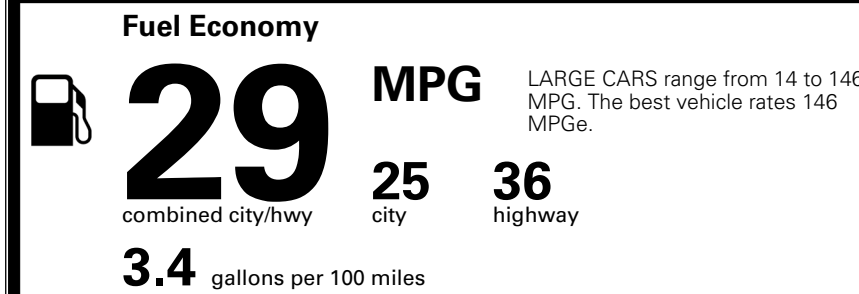 Fuel Economy
29 MPG
LARGE CARS range from 14 to 146
MPG. The best vehicle rates 146
MPGe.
25 36
combined city/hwy city highway
3.4 gallons per 100 miles